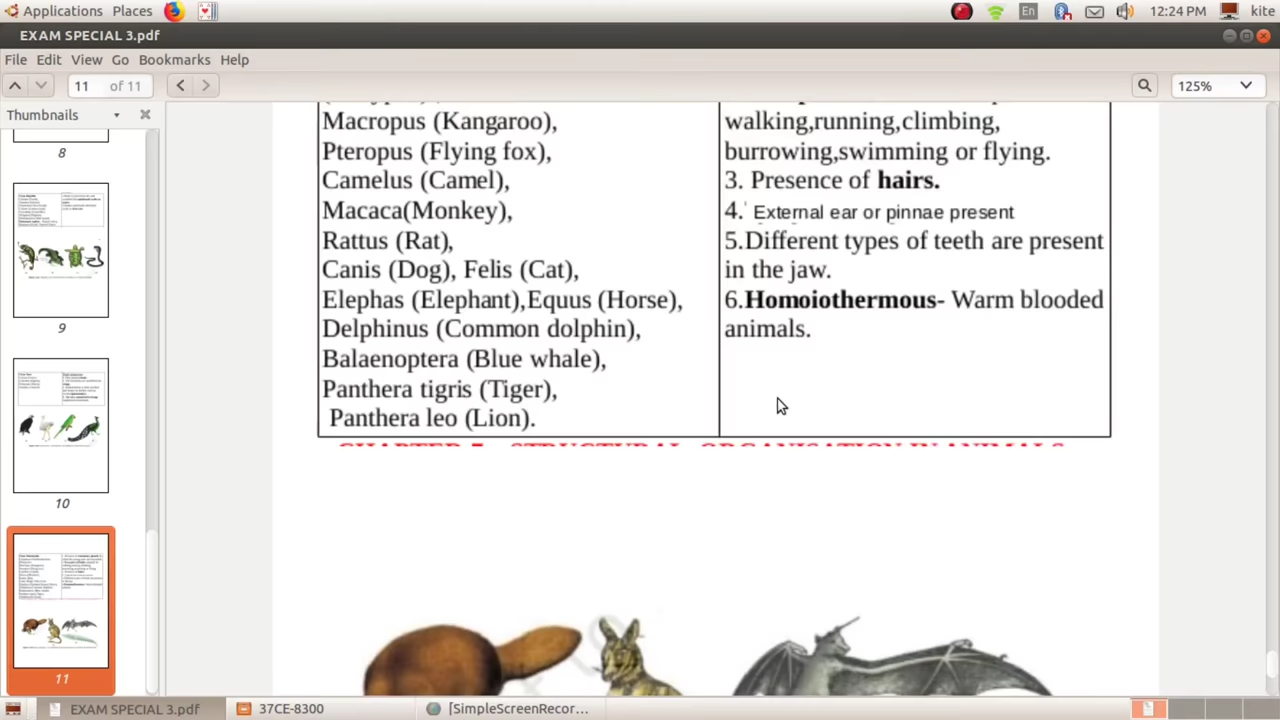 Applications Places En 12:24 PM kite
EXAM SPECIAL 3.pdf
File Edit View Go Bookmarks Help
11 of 11 125%
Thumbnails
8
9
10
11
Macropus (Kangaroo),
Pteropus (Flying fox),
Camelus (Camel),
Macaca(Monkey),
Rattus (Rat),
Canis (Dog), Felis (Cat),
Elephas (Elephant),Equus (Horse),
Delphinus (Common dolphin),
Balaenoptera (Blue whale),
Panthera tigris (Tiger),
Panthera leo (Lion).
walking,running,climbing,
burrowing,swimming or flying.
3. Presence of hairs.
4. External ear or pinnae present
5.Different types of teeth are present
in the jaw.
6.Homoiothermous- Warm blooded
animals.
EXAM SPECIAL 3.pdf 37CE-8300 [SimpleScreenRecor...